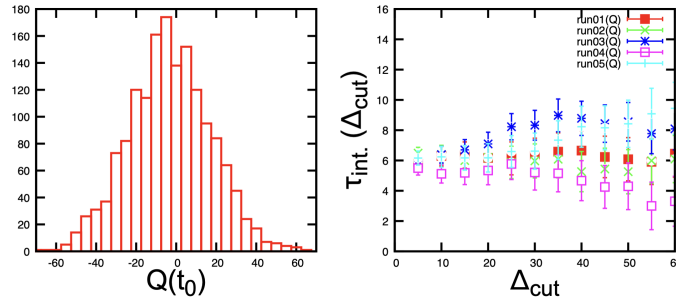 180
160
140
120
100
80
60
40
20
0
-60 -40 -20 0 20 40 60
Q(t₀)
16
14
12
10
8
6
4
2
0
0 10 20 30 40 50 60
τint. (Δcut)
Δcut
run01(Q)
run02(Q)
run03(Q)
run04(Q)
run05(Q)